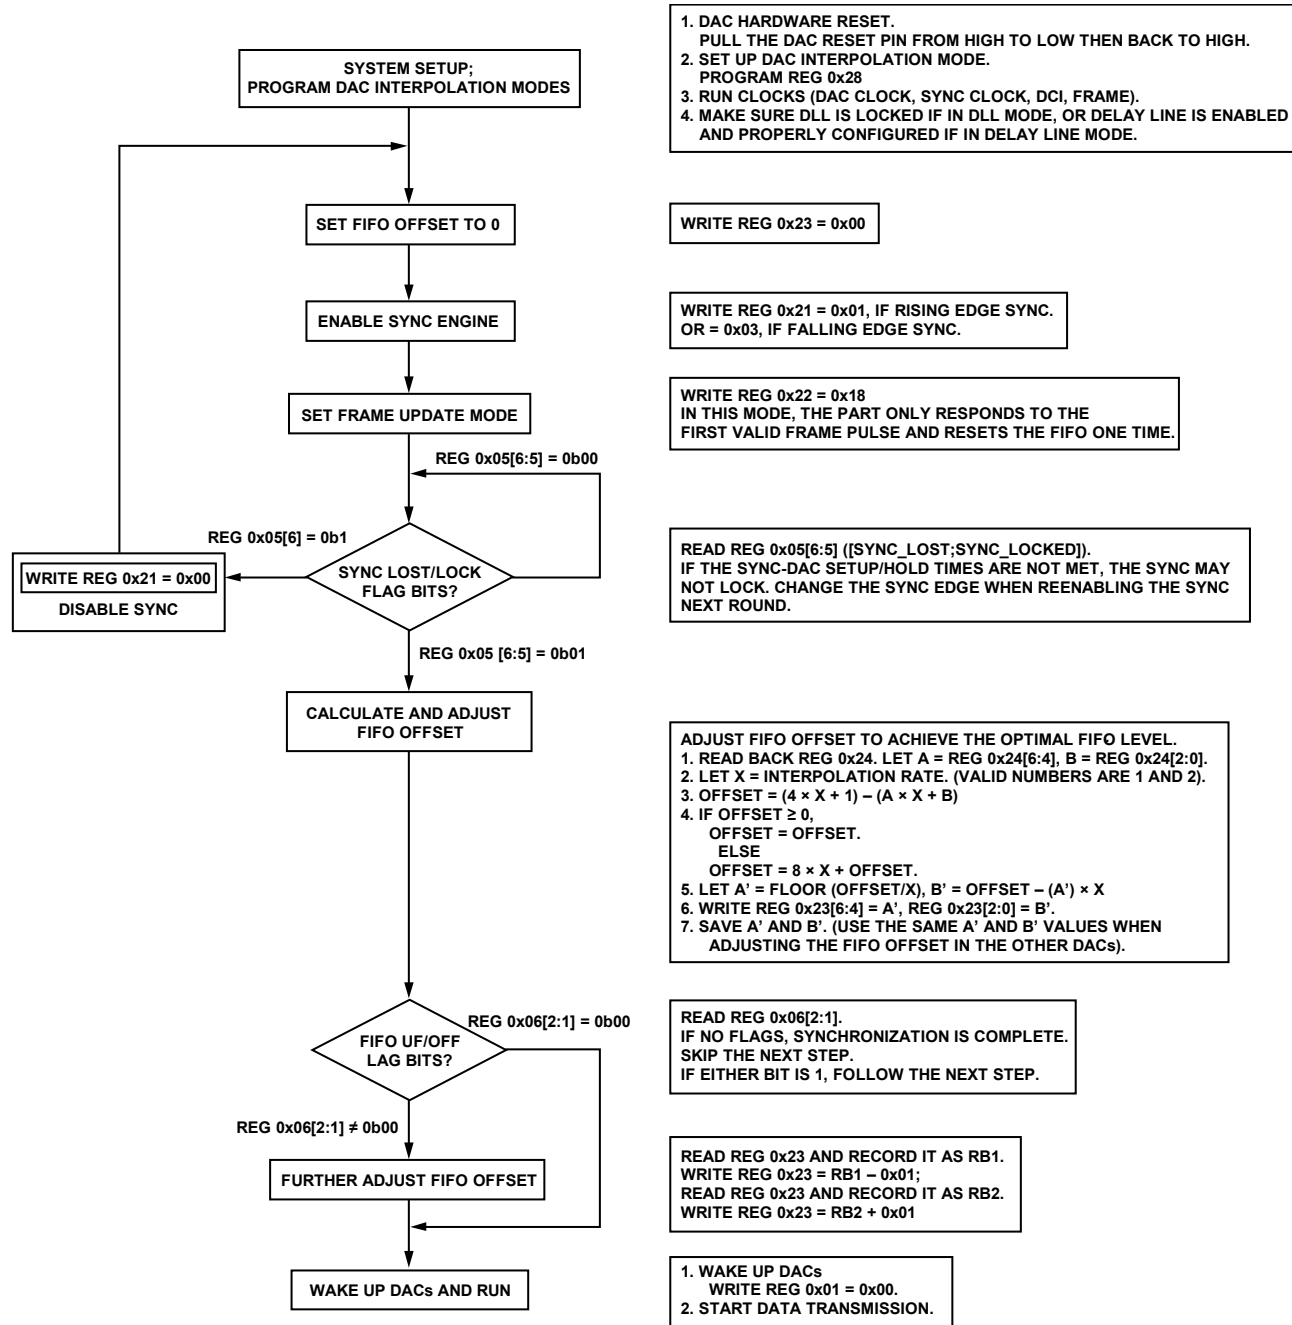 SYSTEM SETUP;
PROGRAM DAC INTERPOLATION MODES
1. DAC HARDWARE RESET.
PULL THE DAC RESET PIN FROM HIGH TO LOW THEN BACK TO HIGH.
2. SET UP DAC INTERPOLATION MODE.
PROGRAM REG 0x28
3. RUN CLOCKS (DAC CLOCK, SYNC CLOCK, DCI, FRAME).
4. MAKE SURE DLL IS LOCKED IF IN DLL MODE, OR DELAY LINE IS ENABLED
AND PROPERLY CONFIGURED IF IN DELAY LINE MODE.
SET FIFO OFFSET TO 0
WRITE REG 0x23 = 0x00
ENABLE SYNC ENGINE
WRITE REG 0x21 = 0x01, IF RISING EDGE SYNC.
OR = 0x03, IF FALLING EDGE SYNC.
SET FRAME UPDATE MODE
WRITE REG 0x22 = 0x18
IN THIS MODE, THE PART ONLY RESPONDS TO THE
FIRST VALID FRAME PULSE AND RESETS THE FIFO ONE TIME.
REG 0x05[6:5] = 0b00
REG 0x05[6] = 0b1
WRITE REG 0x21 = 0x00
DISABLE SYNC
SYNC LOST/LOCK
FLAG BITS?
READ REG 0x05[6:5] ([SYNC_LOST;SYNC_LOCKED]).
IF THE SYNC-DAC SETUP/HOLD TIMES ARE NOT MET, THE SYNC MAY
NOT LOCK. CHANGE THE SYNC EDGE WHEN REENABLING THE SYNC
NEXT ROUND.
REG 0x05 [6:5] = 0b01
CALCULATE AND ADJUST
FIFO OFFSET
ADJUST FIFO OFFSET TO ACHIEVE THE OPTIMAL FIFO LEVEL.
1. READ BACK REG 0x24. LET A = REG 0x24[6:4], B = REG 0x24[2:0].
2. LET X = INTERPOLATION RATE. (VALID NUMBERS ARE 1 AND 2).
3. OFFSET = (4 × X + 1) – (A × X + B)
4. IF OFFSET ≥ 0,
OFFSET = OFFSET.
ELSE
OFFSET = 8 × X + OFFSET.
5. LET A’ = FLOOR (OFFSET/X), B’ = OFFSET – (A’) × X
6. WRITE REG 0x23[6:4] = A’, REG 0x23[2:0] = B’.
7. SAVE A’ AND B’. (USE THE SAME A’ AND B’ VALUES WHEN
ADJUSTING THE FIFO OFFSET IN THE OTHER DACs).
REG 0x06[2:1] = 0b00
FIFO UF/OFF
LAG BITS?
READ REG 0x06[2:1].
IF NO FLAGS, SYNCHRONIZATION IS COMPLETE.
SKIP THE NEXT STEP.
IF EITHER BIT IS 1, FOLLOW THE NEXT STEP.
REG 0x06[2:1] ≠ 0b00
FURTHER ADJUST FIFO OFFSET
READ REG 0x23 AND RECORD IT AS RB1.
WRITE REG 0x23 = RB1 – 0x01;
READ REG 0x23 AND RECORD IT AS RB2.
WRITE REG 0x23 = RB2 + 0x01
WAKE UP DACs AND RUN
1. WAKE UP DACs
WRITE REG 0x01 = 0x00.
2. START DATA TRANSMISSION.